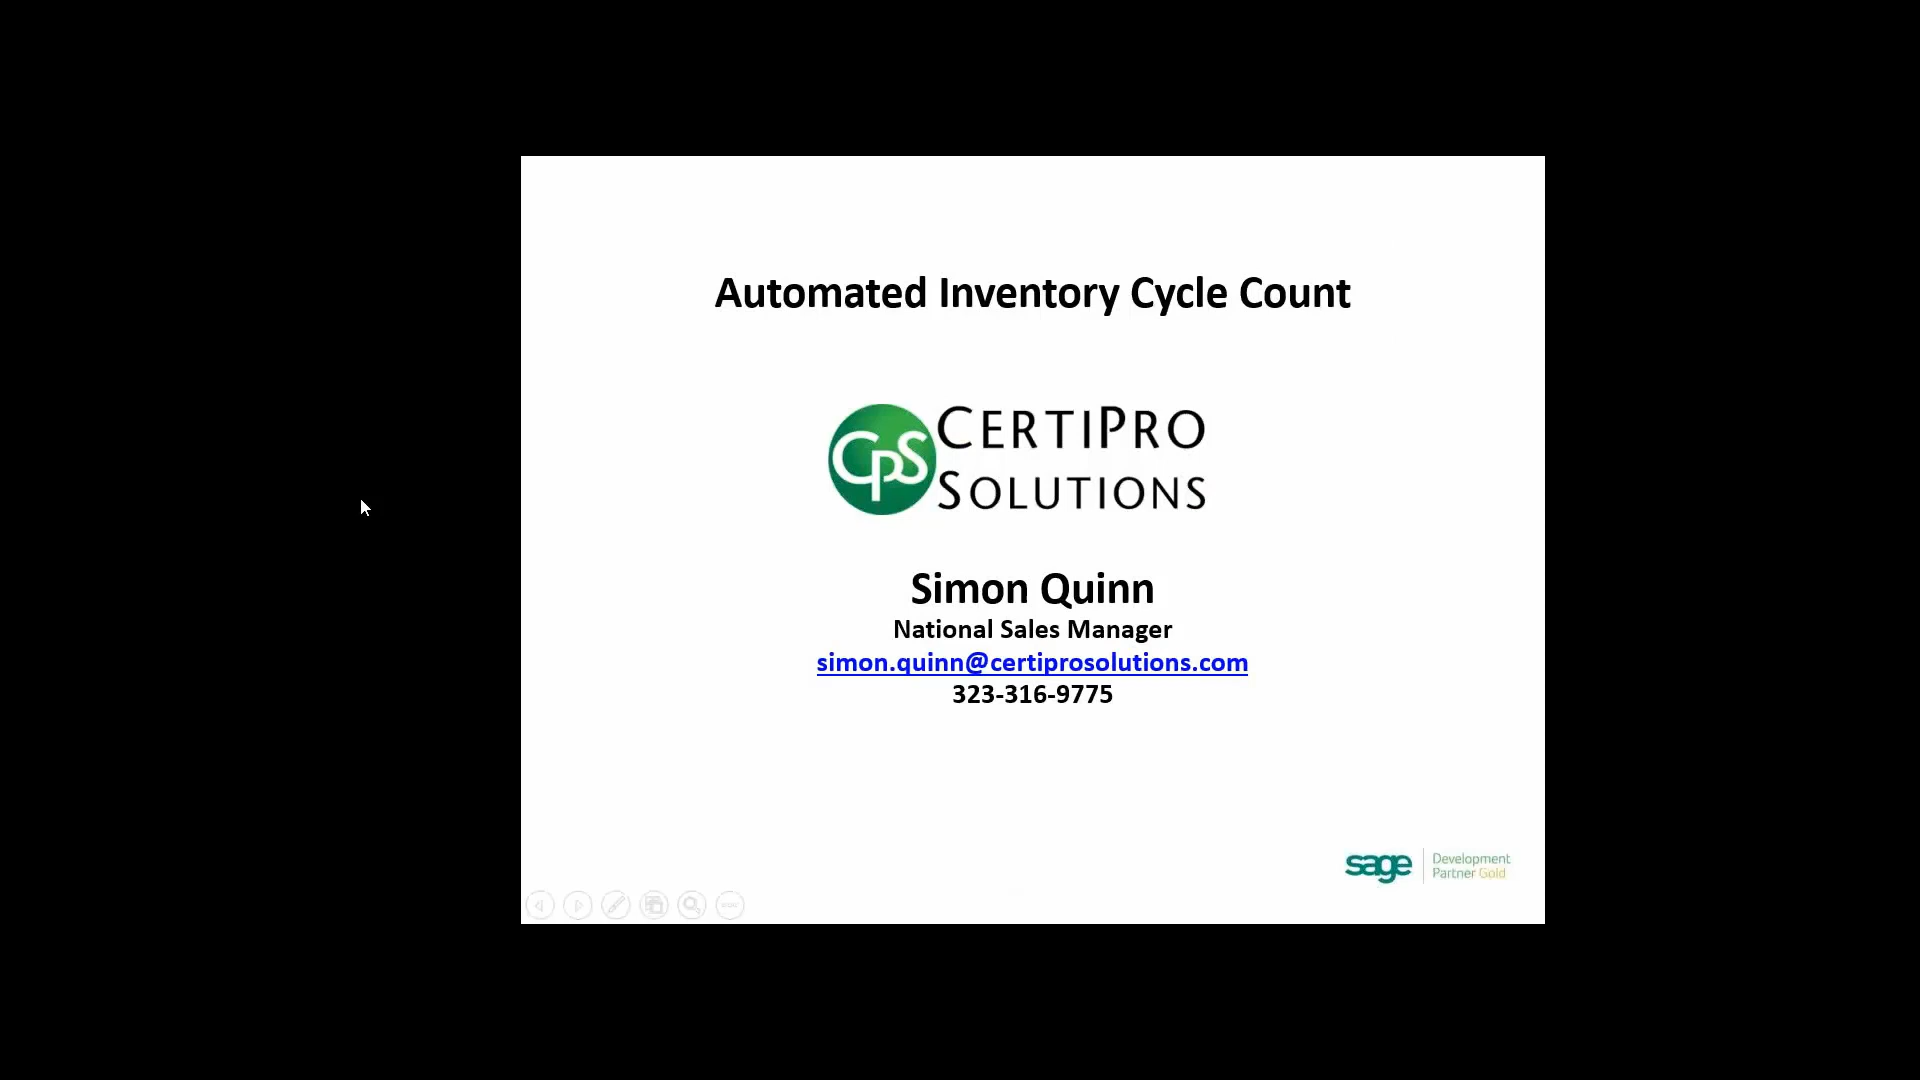 Automated Inventory Cycle Count
CPS CERTIPRO
SOLUTIONS
Simon Quinn
National Sales Manager
simon.quinn@certiprosolutions.com
323-316-9775
sage Development
Partner Gold